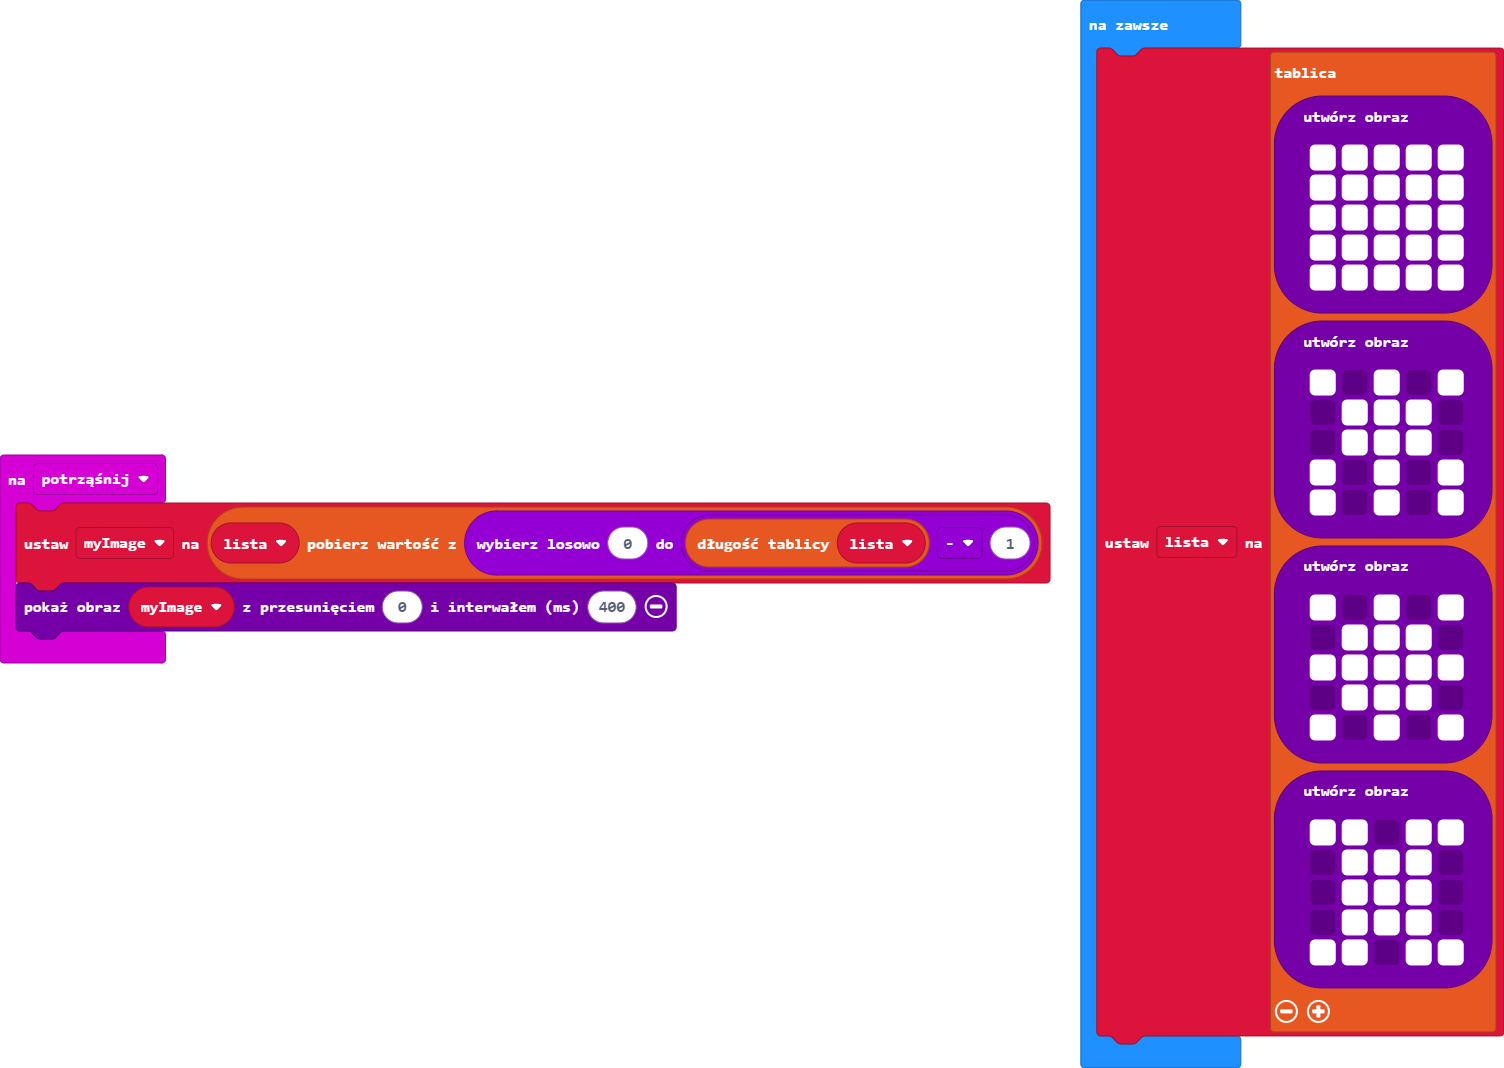 na potrząśnij
ustaw myImage na lista pobierz wartość z wybierz losowo 0 do długość tablicy lista - 1
pokaż obraz myImage z przesunięciem 0 i interwałem (ms) 400
na zawsze
ustaw lista na
tablica
utwórz obraz
utwórz obraz
utwórz obraz
utwórz obraz